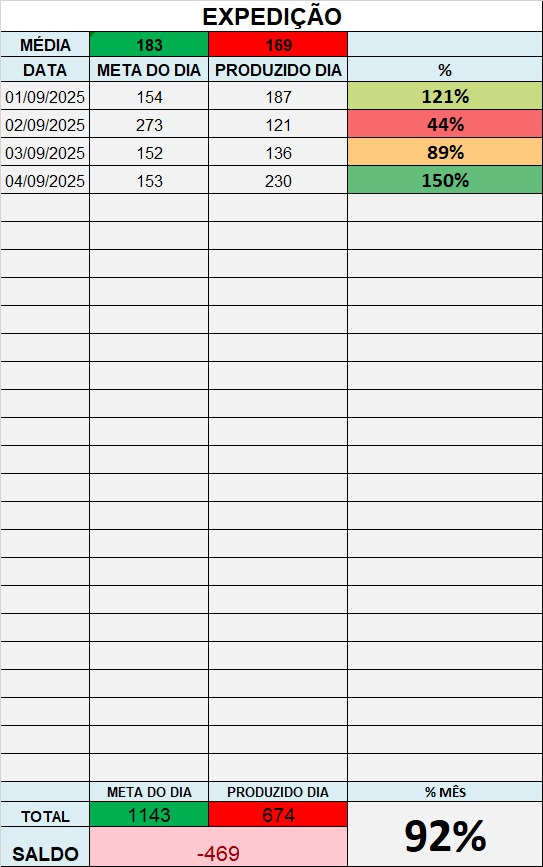 EXPEDIÇÃO
MÉDIA 183 169
DATA META DO DIA PRODUZIDO DIA %
01/09/2025 154 187 121%
02/09/2025 273 121 44%
03/09/2025 152 136 89%
04/09/2025 153 230 150%
META DO DIA PRODUZIDO DIA % MÊS
TOTAL 1143 674 92%
SALDO -469